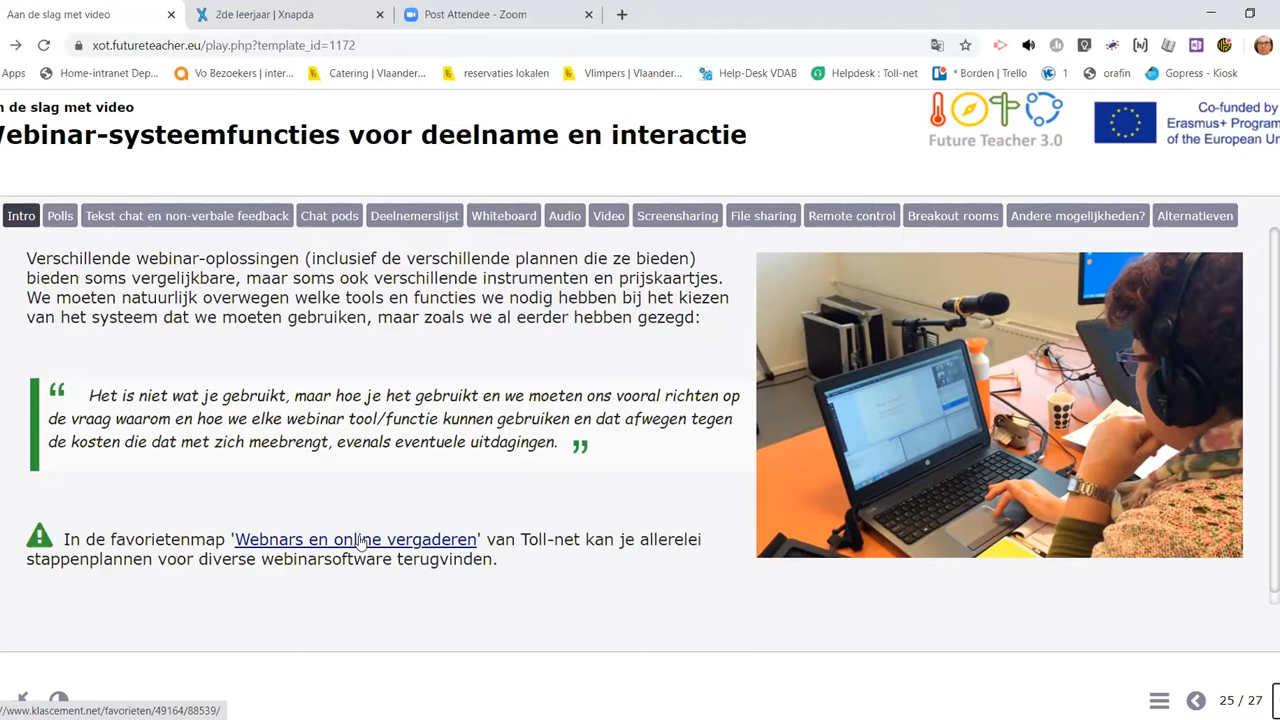 Aan de slag met video
2de leerjaar | Xnapda
Post Attendee - Zoom
xot.futureteacher.eu/play.php?template_id=1172
Apps
Home-intranet Dep...
Vo Bezoekers | inter...
Catering | Vlaander...
reservaties lokalen
Vlimpers | Vlaander...
Help-Desk VDAB
Helpdesk : Toll-net
* Borden | Trello
1
orafin
Gopress - Kiosk
n de slag met video
Webinar-systeemfuncties voor deelname en interactie
Future Teacher 3.0
Co-funded by
Erasmus+ Program
of the European Un
Intro
Polls
Tekst chat en non-verbale feedback
Chat pods
Deelnemerslijst
Whiteboard
Audio
Video
Screensharing
File sharing
Remote control
Breakout rooms
Andere mogelijkheden?
Alternatieven
Verschillende webinar-oplossingen (inclusief de verschillende plannen die ze bieden)
bieden soms vergelijkbare, maar soms ook verschillende instrumenten en prijskaartjes.
We moeten natuurlijk overwegen welke tools en functies we nodig hebben bij het kiezen
van het systeem dat we moeten gebruiken, maar zoals we al eerder hebben gezegd:
“ Het is niet wat je gebruikt, maar hoe je het gebruikt en we moeten ons vooral richten op
de vraag waarom en hoe we elke webinar tool/functie kunnen gebruiken en dat afwegen tegen
de kosten die dat met zich meebrengt, evenals eventuele uitdagingen. ”
In de favorietenmap 'Webnars en online vergaderen' van Toll-net kan je allerelei
stappenplannen voor diverse webinarsoftware terugvinden.
//www.klascement.net/favorieten/49164/88539/
25 / 27